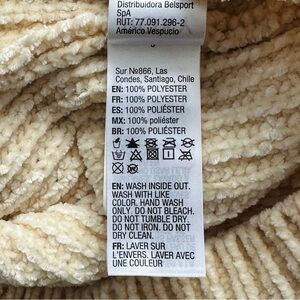 Distribuidora Belsport
SpA
RUT: 77.091.296-2
Américo Vespucio
Sur №866, Las
Condes, Santiago, Chile
EN: 100% POLYESTER
FR: 100% POLYESTER
ES: 100% POLIÉSTER
MX: 100% poliéster
BR: 100% POLIÉSTER
EN: WASH INSIDE OUT.
WASH WITH LIKE
COLOR. HAND WASH
ONLY. DO NOT BLEACH.
DO NOT TUMBLE DRY.
DO NOT IRON. DO NOT
DRY CLEAN.
FR: LAVER SUR
L'ENVERS. LAVER AVEC
UNE COULEUR